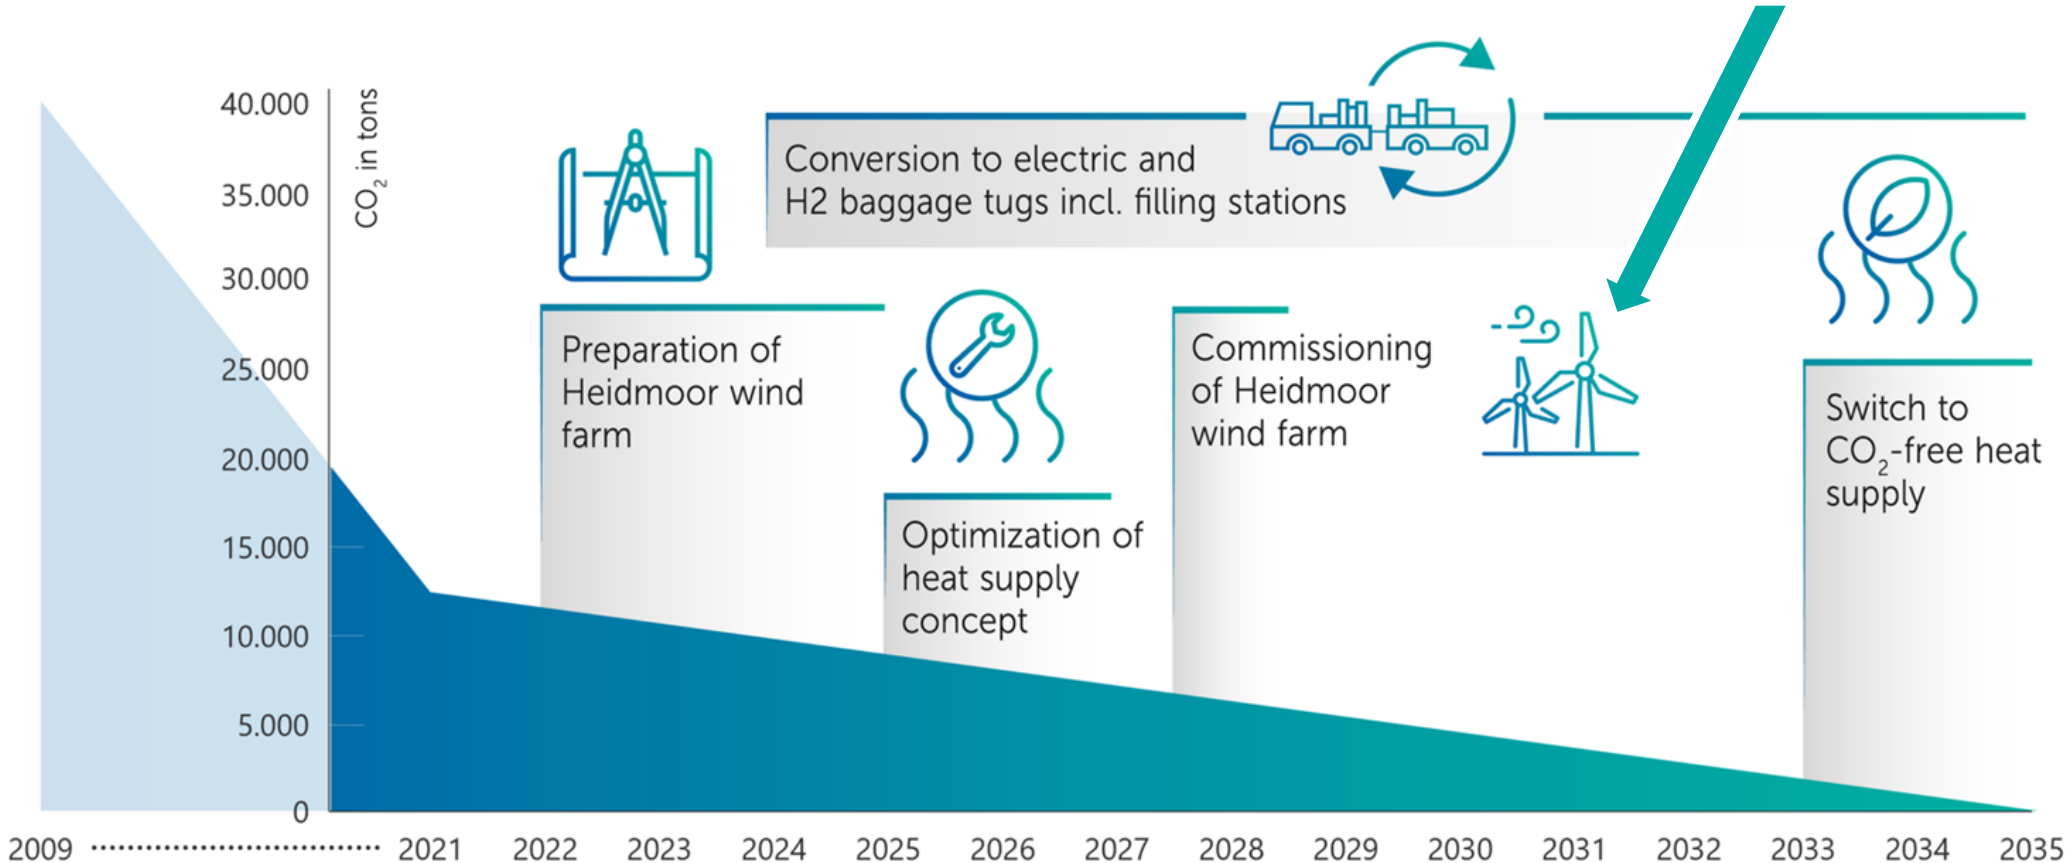 40.000
35.000
30.000
25.000
20.000
15.000
10.000
5.000
0
CO₂ in tons
Conversion to electric and
H2 baggage tugs incl. filling stations
Preparation of
Heidmoor wind
farm
Optimization of
heat supply
concept
Commissioning
of Heidmoor
wind farm
Switch to
CO₂-free heat
supply
2009 2021 2022 2023 2024 2025 2026 2027 2028 2029 2030 2031 2032 2033 2034 2035